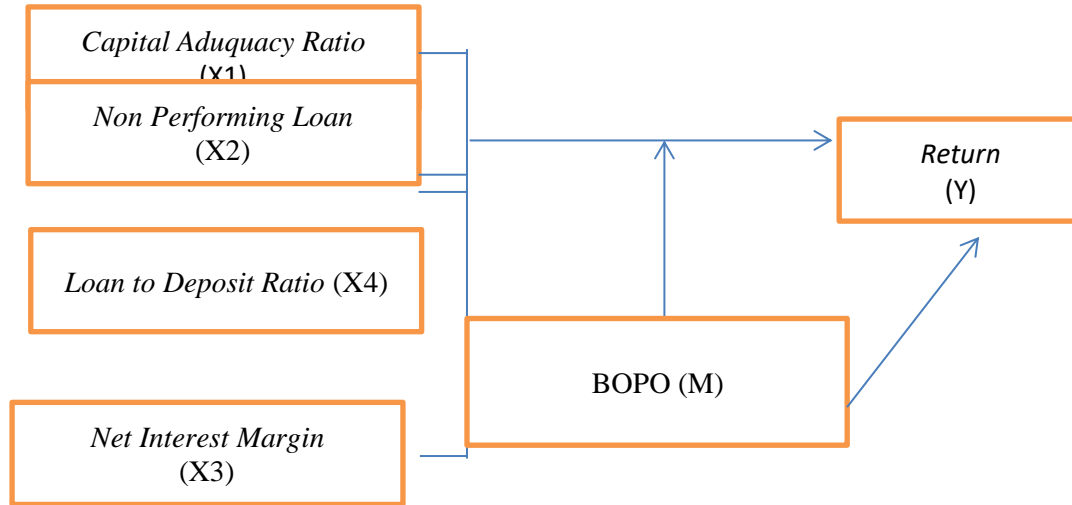 Capital Aduquacy Ratio
(X1)
Non Performing Loan
(X2)
Loan to Deposit Ratio (X4)
Net Interest Margin
(X3)
BOPO (M)
Return
(Y)